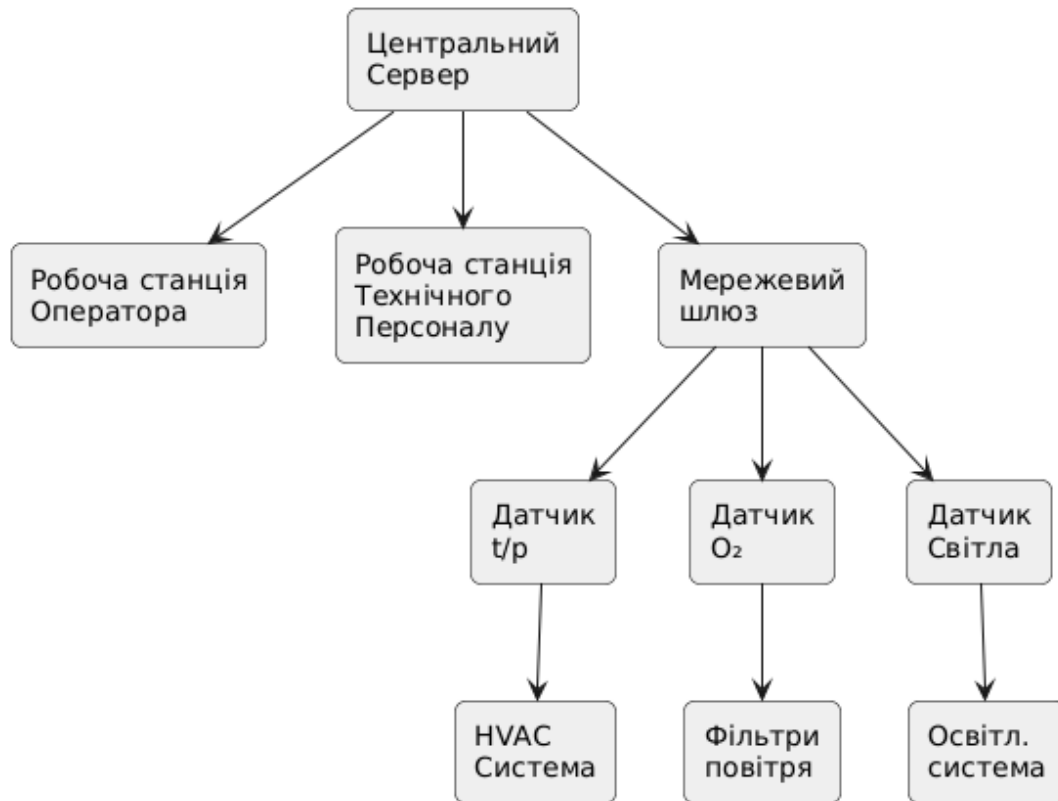 Центральний
Сервер
Робоча станція
Оператора
Робоча станція
Технічного
Персоналу
Мережевий
шлюз
Датчик
t/p
Датчик
O₂
Датчик
Світла
HVAC
Система
Фільтри
повітря
Освітл.
система